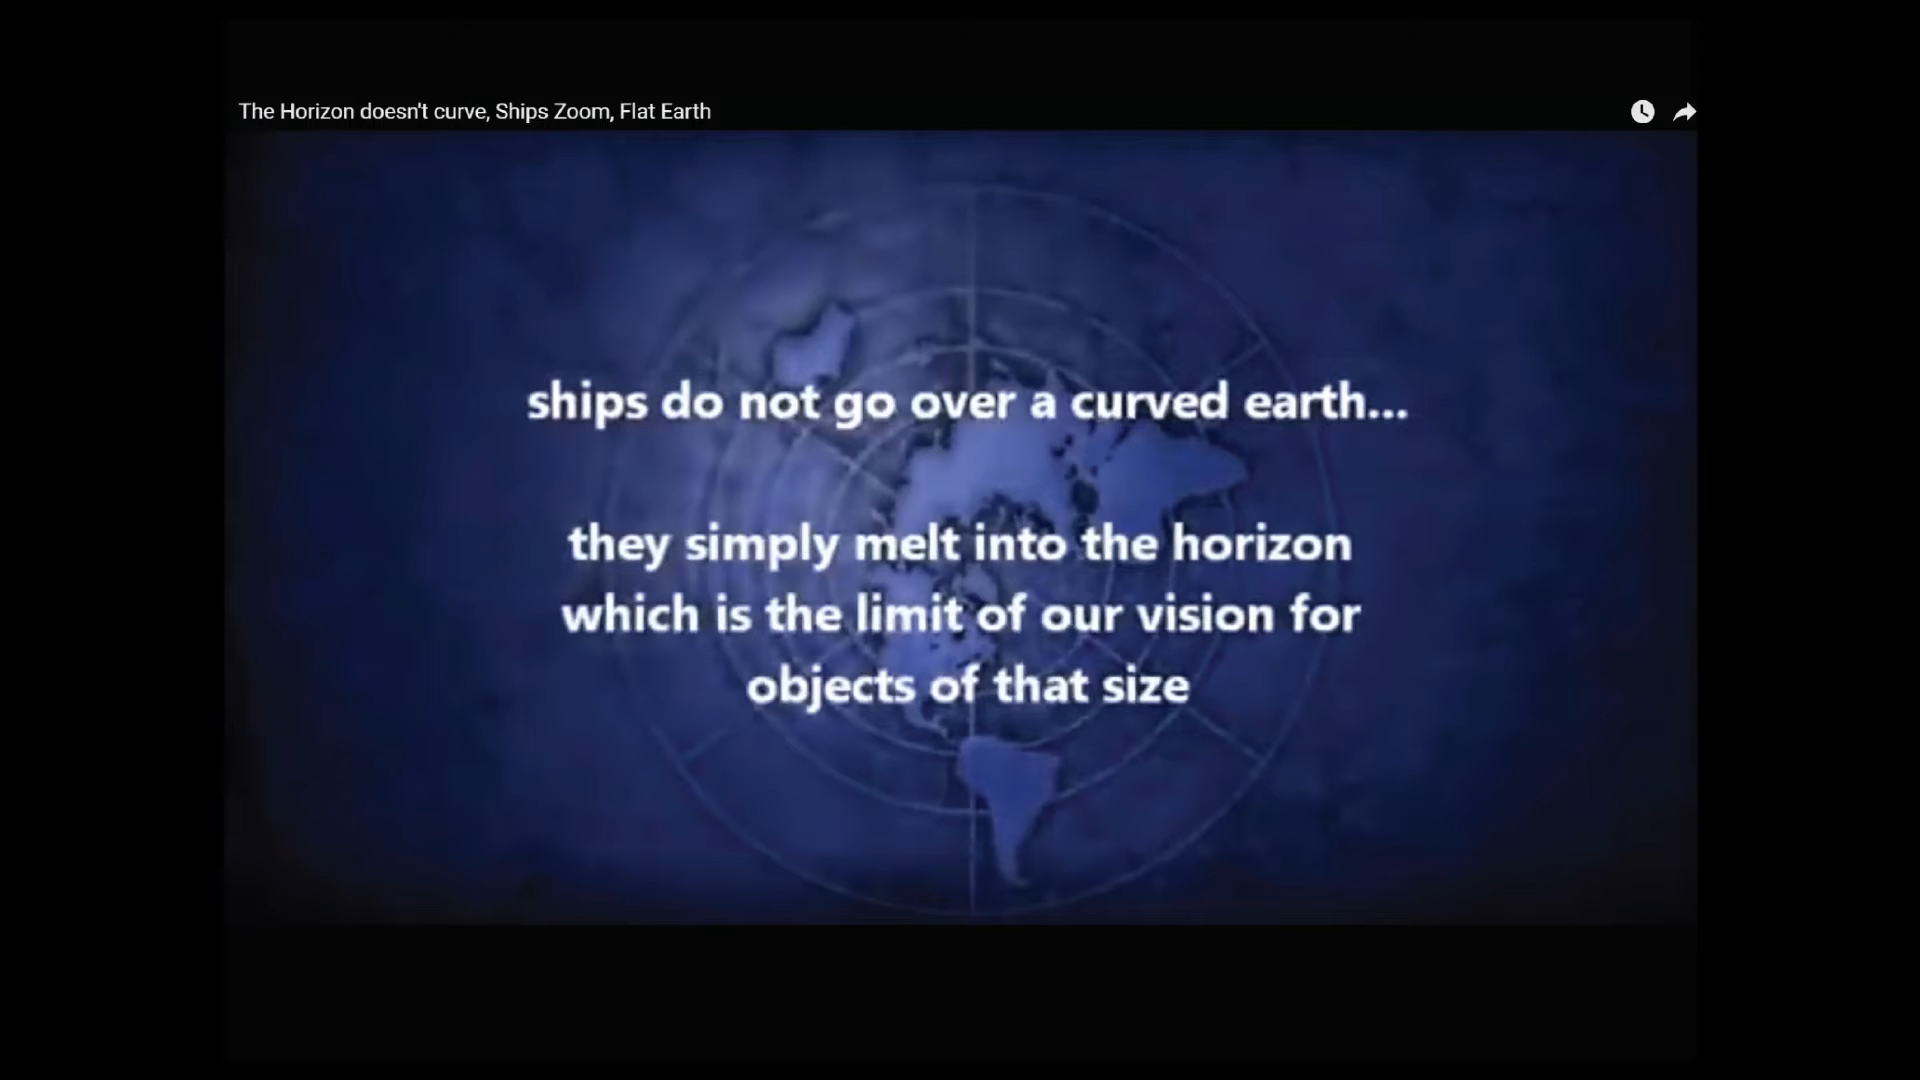 The Horizon doesn't curve, Ships Zoom, Flat Earth
ships do not go over a curved earth...
they simply melt into the horizon
which is the limit of our vision for
objects of that size